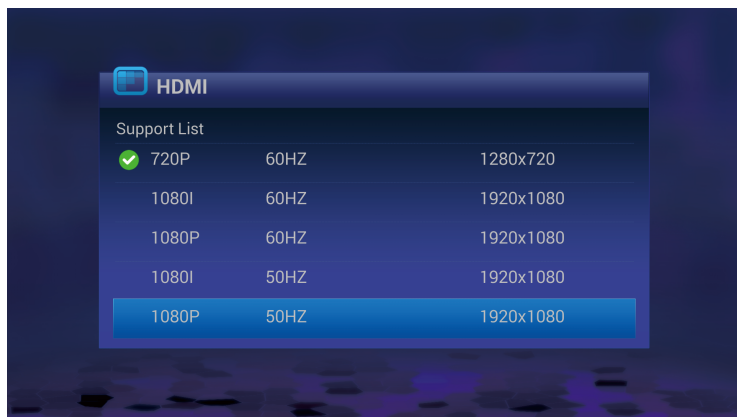 HDMI
Support List
720P 60HZ 1280x720
1080I 60HZ 1920x1080
1080P 60HZ 1920x1080
1080I 50HZ 1920x1080
1080P 50HZ 1920x1080